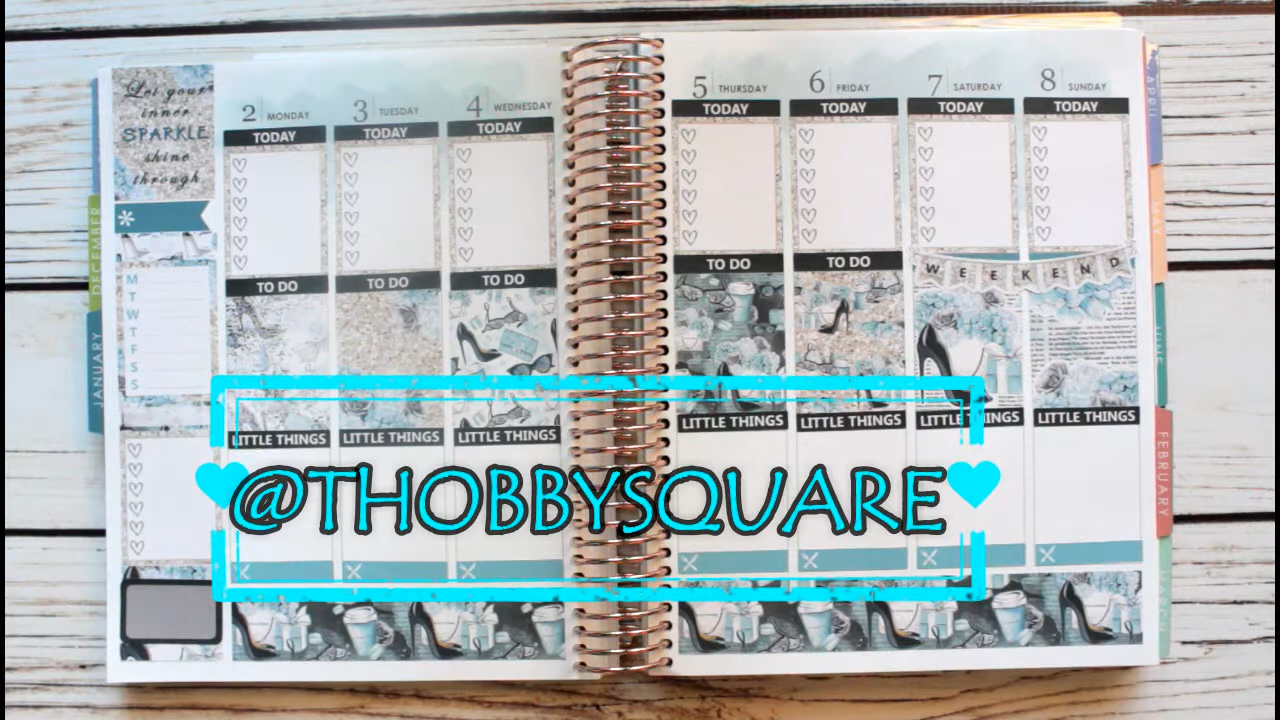 Let your
inner
SPARKLE
shine
through
DECEMBER
JANUARY
M
T
W
T
F
S
S
2 MONDAY
3 TUESDAY
4 WEDNESDAY
5 THURSDAY
6 FRIDAY
7 SATURDAY
8 SUNDAY
TODAY TODAY TODAY TODAY TODAY TODAY TODAY
TO DO TO DO TO DO TO DO TO DO
WEEKEND
LITTLE THINGS LITTLE THINGS LITTLE THINGS LITTLE THINGS LITTLE THINGS LITTLE THINGS LITTLE THINGS
@THOBBYSQUARE
APRIL
MAY
JUNE
FEBRUARY